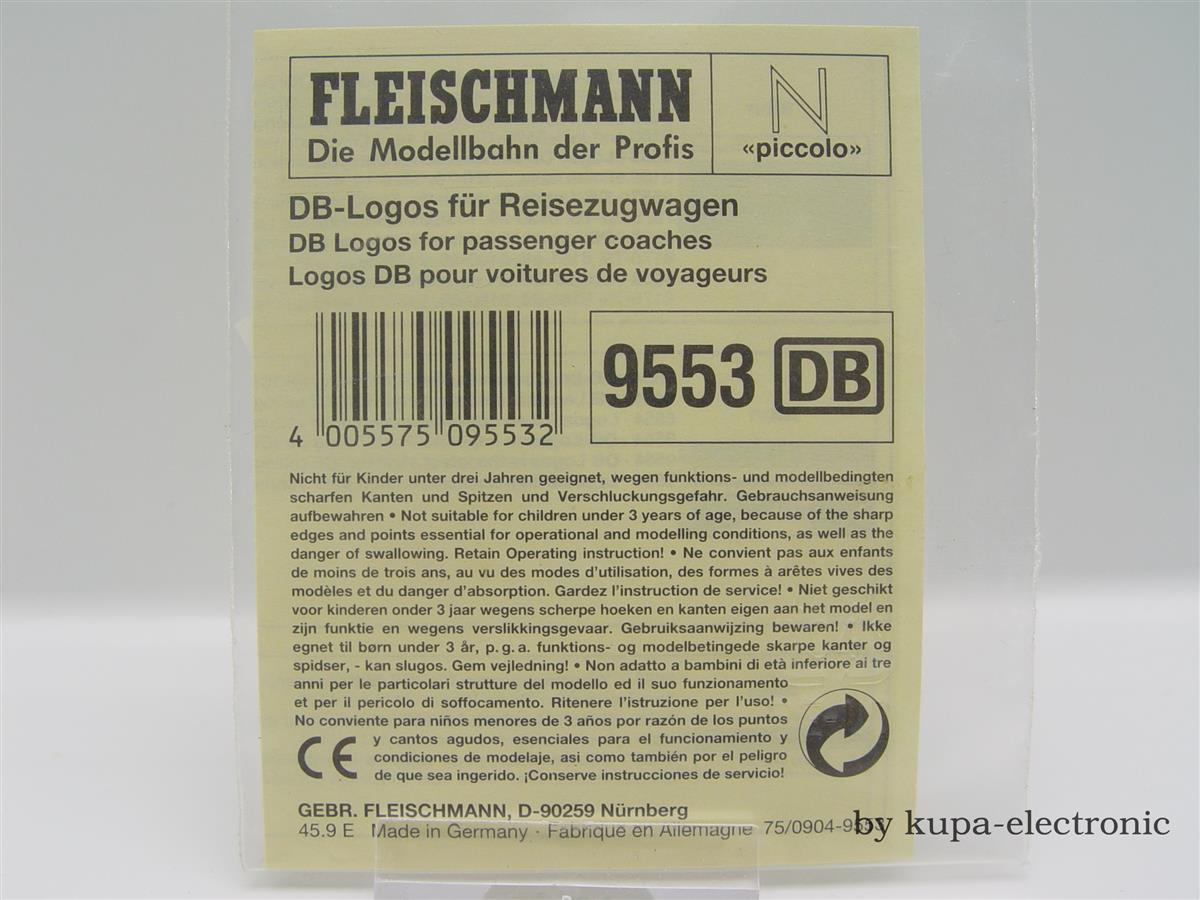 FLEISCHMANN
Die Modellbahn der Profis
N
«piccolo»
DB-Logos für Reisezugwagen
DB Logos for passenger coaches
Logos DB pour voitures de voyageurs
9553 DB
4 005575 095532
Nicht für Kinder unter drei Jahren geeignet, wegen funktions- und modellbedingten
scharfen Kanten und Spitzen und Verschluckungsgefahr. Gebrauchsanweisung
aufbewahren • Not suitable for children under 3 years of age, because of the sharp
edges and points essential for operational and modelling conditions, as well as the
danger of swallowing. Retain Operating instruction! • Ne convient pas aux enfants
de moins de trois ans, au vu des modes d'utilisation, des formes à arêtes vives des
modèles et du danger d'absorption. Gardez l'instruction de service! • Niet geschikt
voor kinderen onder 3 jaar wegens scherpe hoeken en kanten eigen aan het model en
zijn funktie en wegens verslikkingsgevaar. Gebruiksaanwijzing bewaren! • Ikke
egnet til børn under 3 år, p.g.a. funktions- og modelbetingede skarpe kanter og
spidser, - kan slugos. Gem vejledning! • Non adatto a bambini di età inferiore ai tre
anni per le particolari strutture del modello ed il suo funzionamento
et per il pericolo di soffocamento. Ritenere l'istruzione per l'uso! •
No conviente para niños menores de 3 años por razón de los puntos
y cantos agudos, esenciales para el funcionamiento y
condiciones de modelaje, asi como también por el peligro
de que sea ingerido. ¡Conserve instrucciones de servicio!
CE
GEBR. FLEISCHMANN, D-90259 Nürnberg
45.9 E Made in Germany · Fabriqué en Allemagne 75/0904-9553
by kupa-electronic